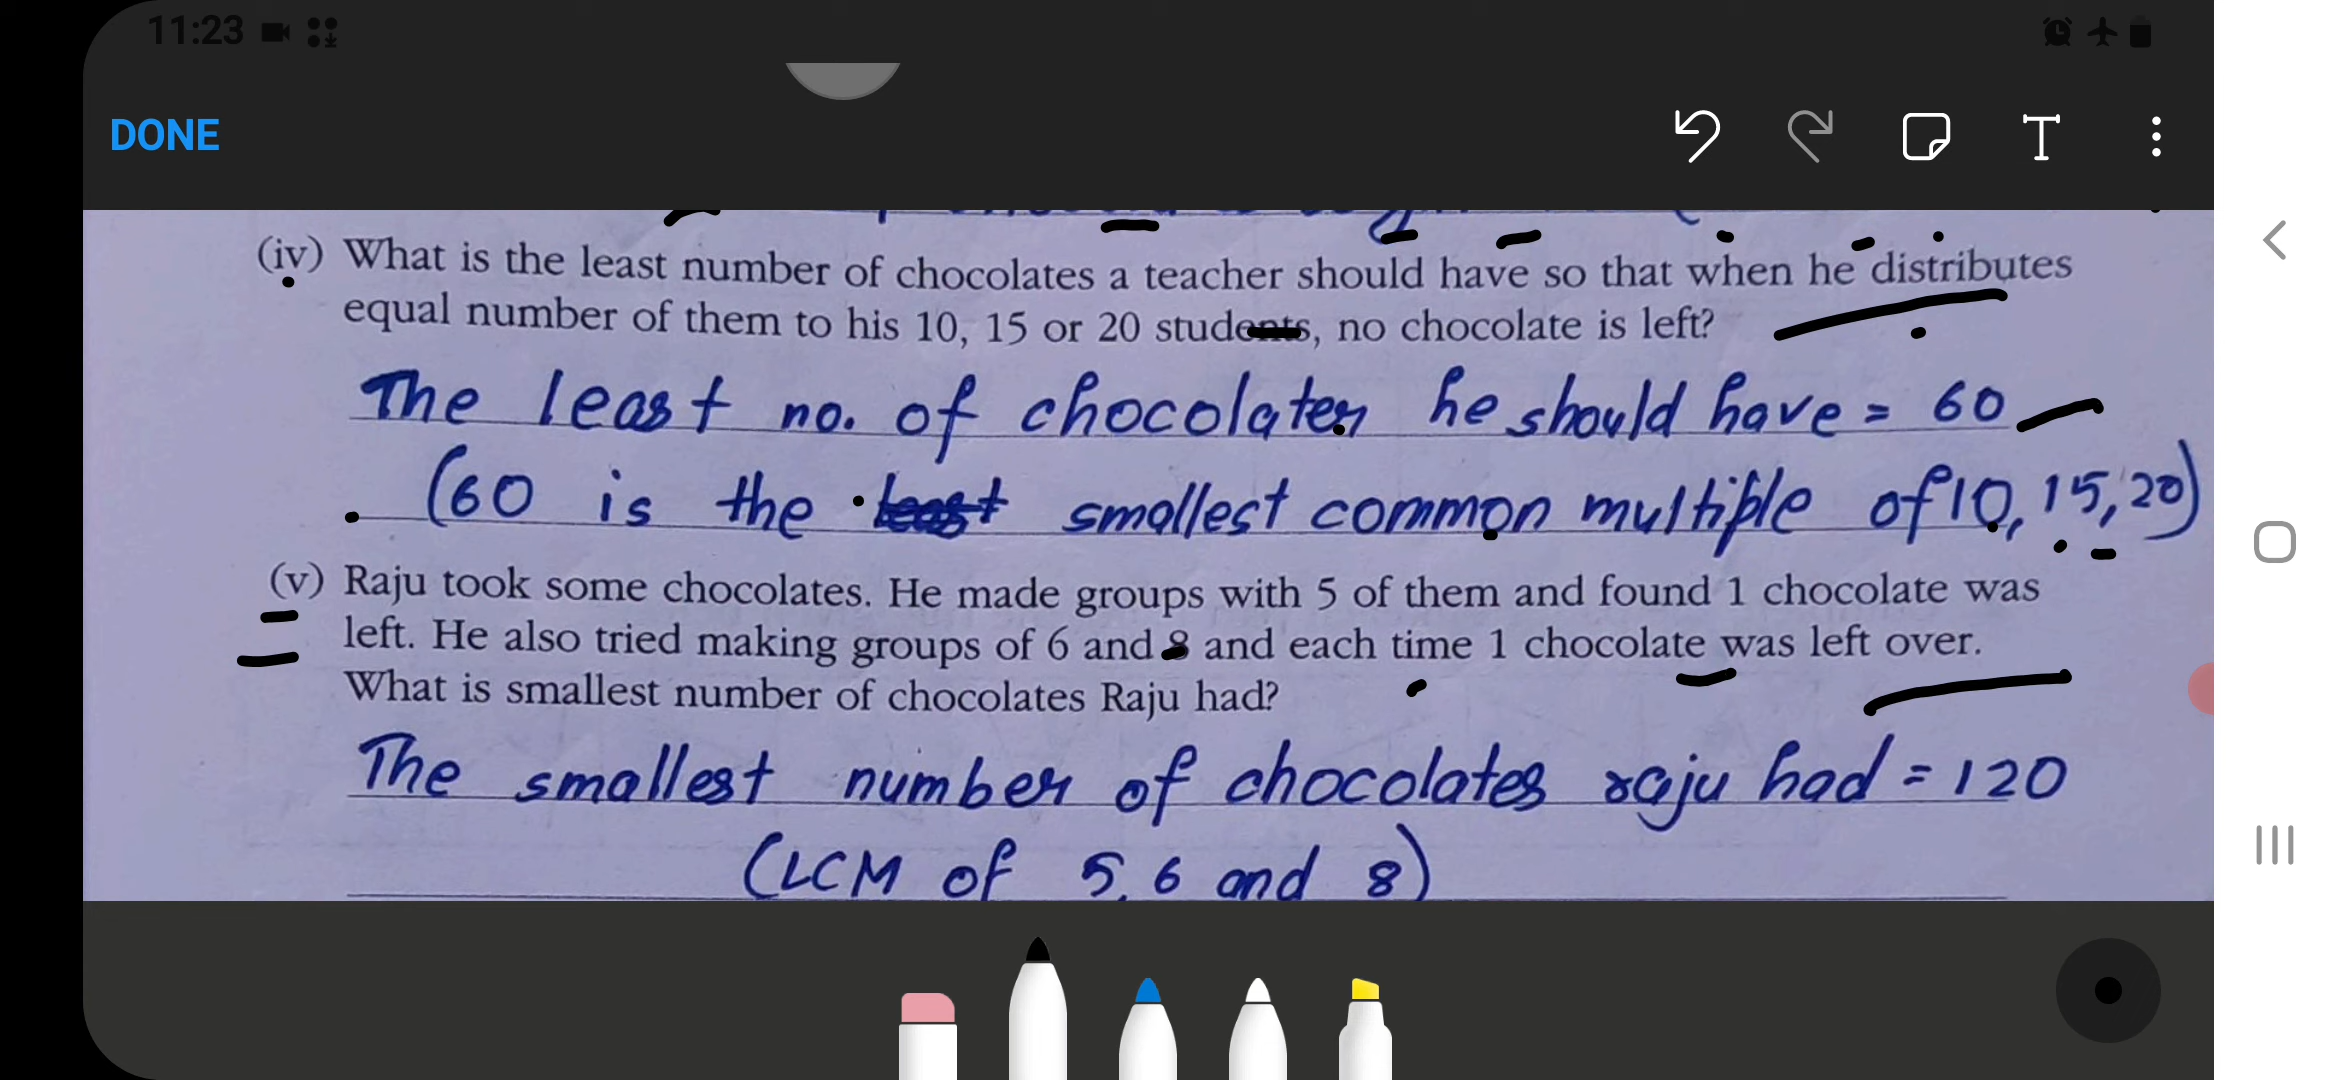 11:23
DONE
(iv) What is the least number of chocolates a teacher should have so that when he distributes
equal number of them to his 10, 15 or 20 students, no chocolate is left?
The least no. of chocolates he should have = 60
(60 is the least smallest common multiple of 10, 15, 20)
(v) Raju took some chocolates. He made groups with 5 of them and found 1 chocolate was
left. He also tried making groups of 6 and 8 and each time 1 chocolate was left over.
What is smallest number of chocolates Raju had?
The smallest number of chocolates raju had = 120
(LCM of 5, 6 and 8)